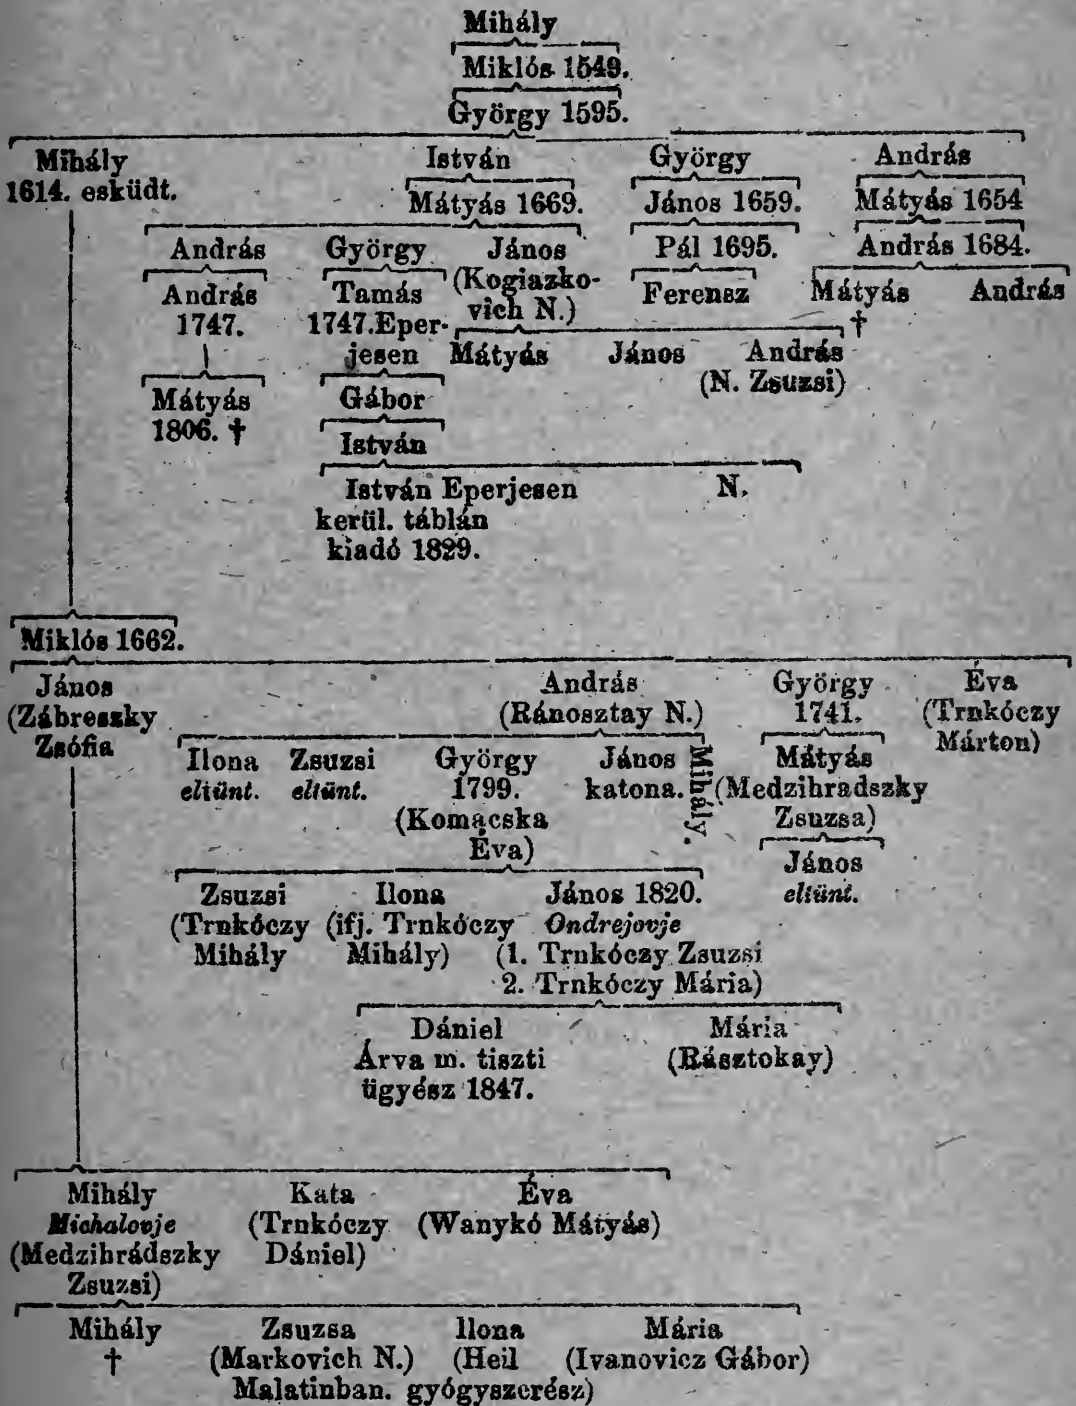 Mihály
Miklós 1549.
György 1595.
Mihály István György András
1614. esküdt. Mátyás 1669. János 1659. Mátyás 1654
András György János Pál 1695. András 1684.
András Tamás (Kogiazko- Ferensz Mátyás András
1747. 1747.Eper- vich N.) †
jesen Mátyás János András
Mátyás Gábor (N. Zsuzsi)
1806. † István
István Eperjesen N.
kerül. táblán
kiadó 1829.
Miklós 1662.
János András György Éva
(Zábreszky (Ránosztay N.) 1741. (Trnkóczy
Zsófia Márton)
Ilona Zsuzsi György János Mihály. Mátyás
eltünt. eltünt. 1799. katona. (Medzihradszky
(Komacska Zsuzsa)
Éva) János
Zsuzsi Ilona János 1820. eltünt.
(Trnkóczy (ifj. Trnkóczy Ondrejovje
Mihály Mihály) (1. Trnkóczy Zsuzsi
2. Trnkóczy Mária)
Dániel Mária
Árva m. tiszti (Rásztokay)
ügyész 1847.
Mihály Kata Éva
Michalovje (Trnkóczy (Wanykó Mátyás)
(Medzihrádszky Dániel)
Zsuzsi)
Mihály Zsuzsa Ilona Mária
† (Markovich N.) (Heil (Ivanovicz Gábor)
Malatinban. gyógyszerész)